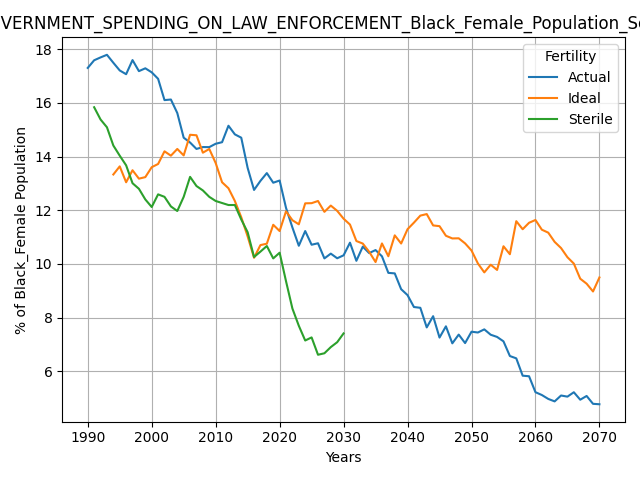 VERNMENT_SPENDING_ON_LAW_ENFORCEMENT_Black_Female_Population_S
Fertility
Actual
Ideal
Sterile
% of Black_Female Population
18
16
14
12
10
8
6
1990 2000 2010 2020 2030 2040 2050 2060 2070
Years